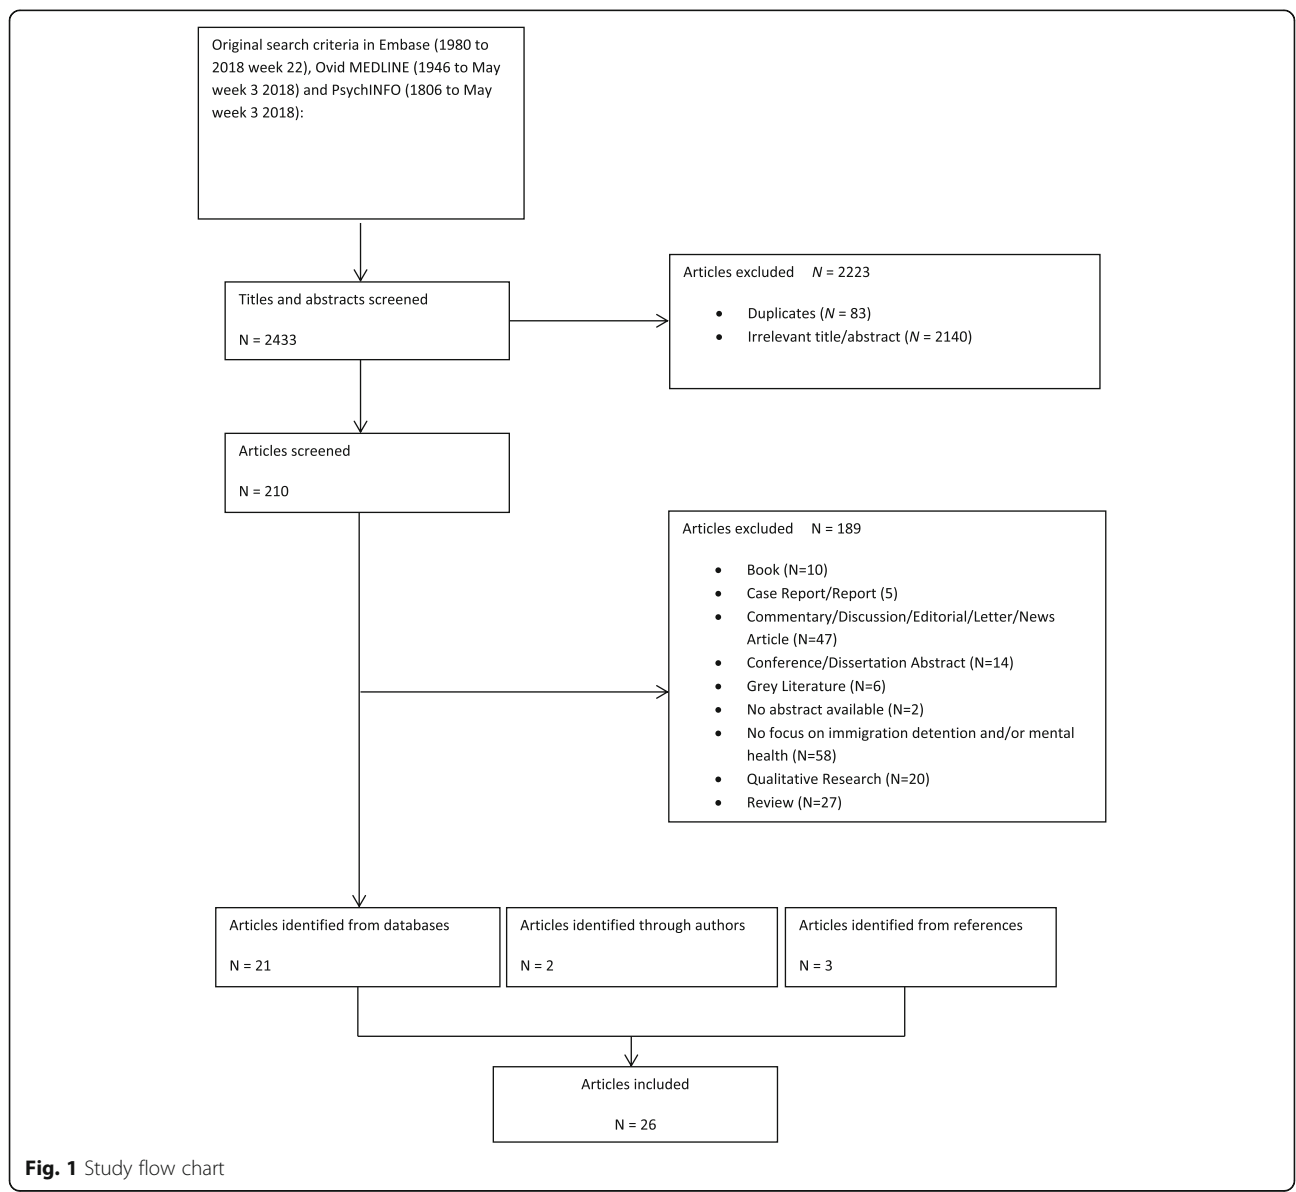 Original search criteria in Embase (1980 to
2018 week 22), Ovid MEDLINE (1946 to May
week 3 2018) and PsychINFO (1806 to May
week 3 2018):
Titles and abstracts screened
N = 2433
Articles excluded N = 2223
• Duplicates (N = 83)
• Irrelevant title/abstract (N = 2140)
Articles screened
N = 210
Articles excluded N = 189
• Book (N=10)
• Case Report/Report (5)
• Commentary/Discussion/Editorial/Letter/News
Article (N=47)
• Conference/Dissertation Abstract (N=14)
• Grey Literature (N=6)
• No abstract available (N=2)
• No focus on immigration detention and/or mental
health (N=58)
• Qualitative Research (N=20)
• Review (N=27)
Articles identified from databases
N = 21
Articles identified through authors
N = 2
Articles identified from references
N = 3
Articles included
N = 26
Fig. 1 Study flow chart